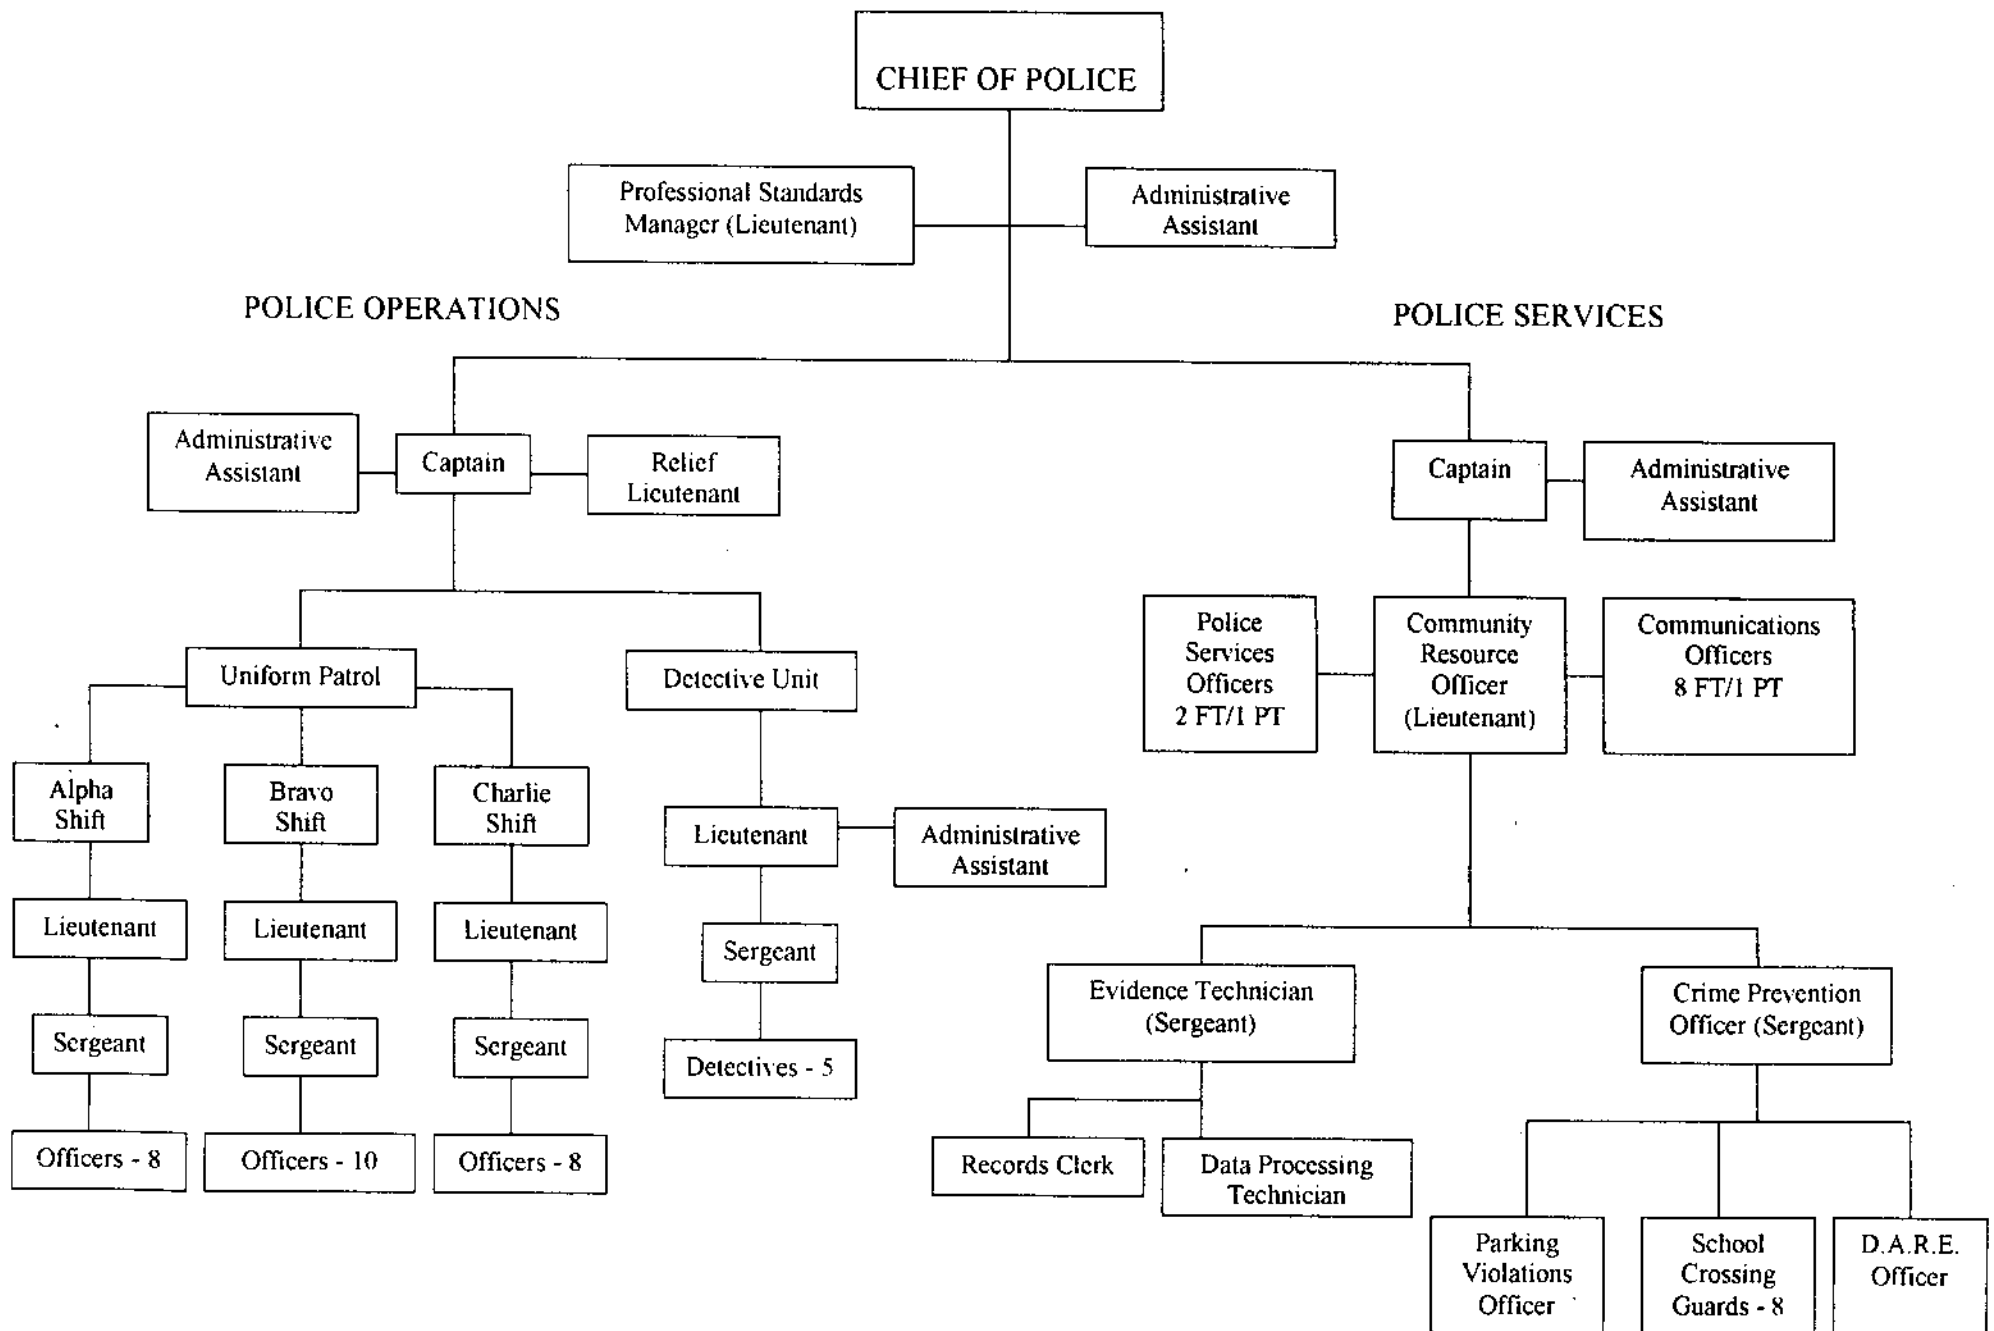 CHIEF OF POLICE
Professional Standards
Manager (Lieutenant)
Administrative
Assistant
POLICE OPERATIONS
POLICE SERVICES
Administrative
Assistant
Captain
Relief
Lieutenant
Captain
Administrative
Assistant
Uniform Patrol
Detective Unit
Police
Services
Officers
2 FT/1 PT
Community
Resource
Officer
(Lieutenant)
Communications
Officers
8 FT/1 PT
Alpha
Shift
Bravo
Shift
Charlie
Shift
Lieutenant
Administrative
Assistant
Lieutenant
Lieutenant
Lieutenant
Sergeant
Evidence Technician
(Sergeant)
Crime Prevention
Officer (Sergeant)
Sergeant
Sergeant
Sergeant
Detectives - 5
Officers - 8
Officers - 10
Officers - 8
Records Clerk
Data Processing
Technician
Parking
Violations
Officer
School
Crossing
Guards - 8
D.A.R.E.
Officer